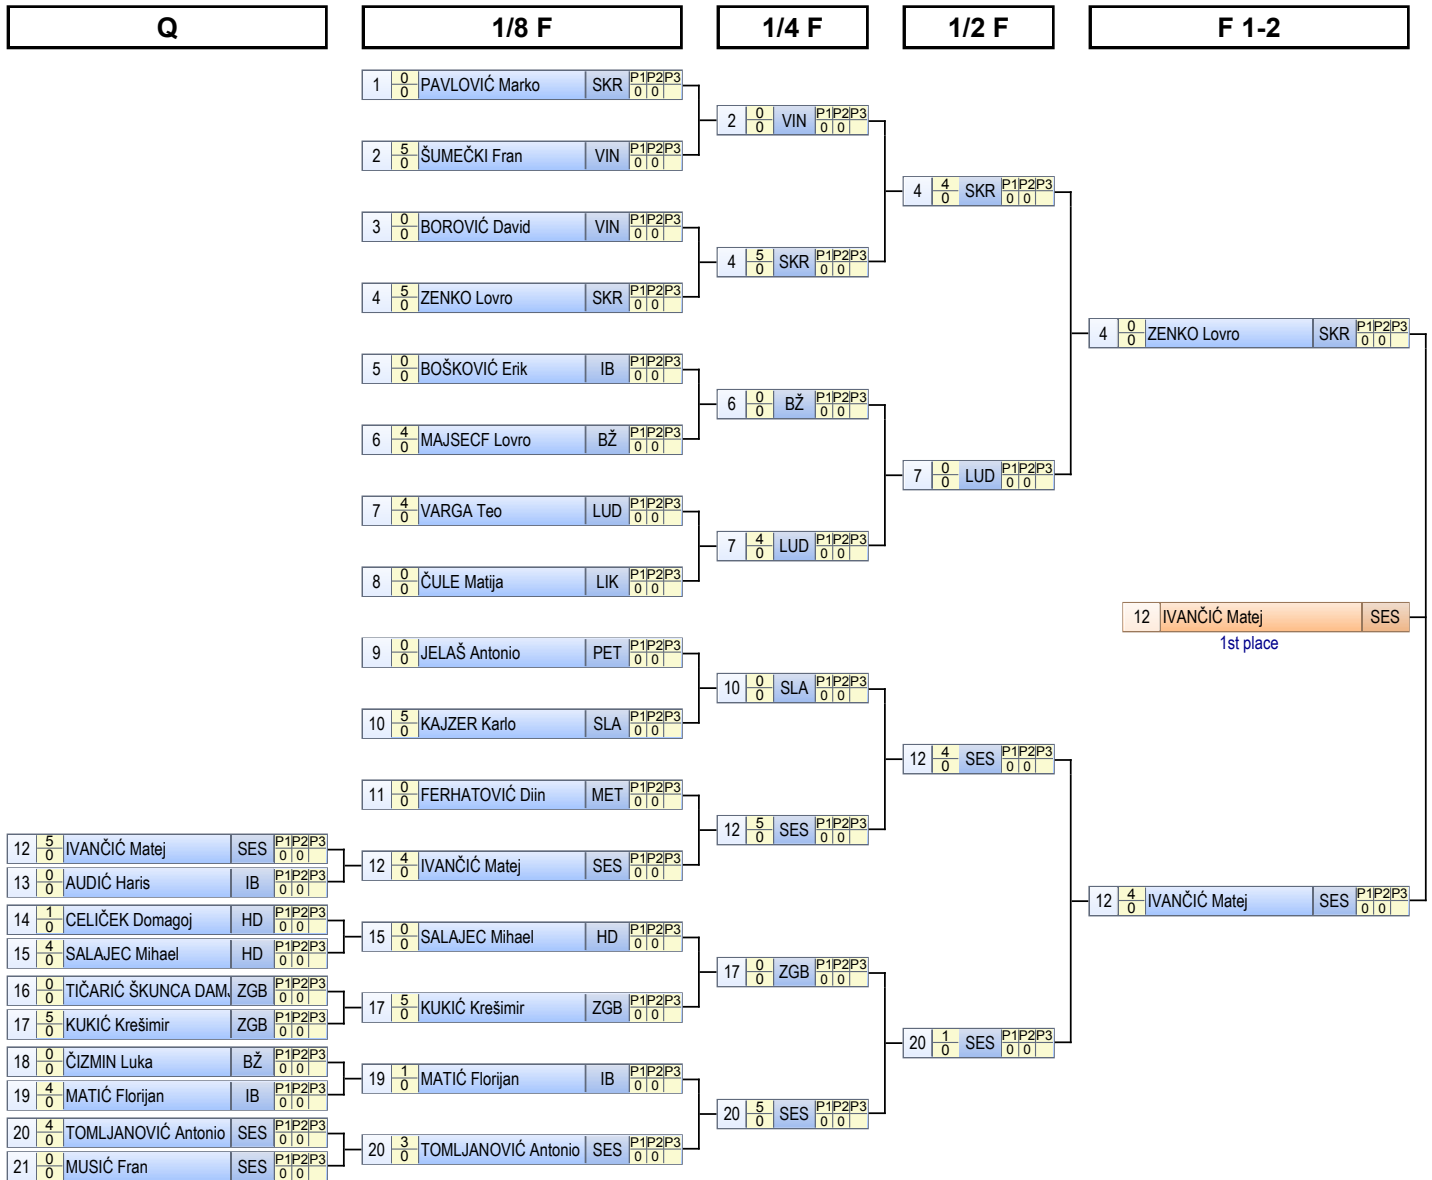 Q 1/8 F 1/4 F 1/2 F F 1-2
1 0 0 PAVLOVIĆ Marko SKR P1 P2 P3 0 0
2 0 0 VIN P1 P2 P3 0 0
2 5 0 ŠUMEČKI Fran VIN P1 P2 P3 0 0
4 4 0 SKR P1 P2 P3 0 0
3 0 0 BOROVIĆ David VIN P1 P2 P3 0 0
4 5 0 SKR P1 P2 P3 0 0
4 5 0 ZENKO Lovro SKR P1 P2 P3 0 0
4 0 0 ZENKO Lovro SKR P1 P2 P3 0 0
5 0 0 BOŠKOVIĆ Erik IB P1 P2 P3 0 0
6 0 0 BŽ P1 P2 P3 0 0
6 4 0 MAJSECF Lovro BŽ P1 P2 P3 0 0
7 0 0 LUD P1 P2 P3 0 0
7 4 0 VARGA Teo LUD P1 P2 P3 0 0
7 4 0 LUD P1 P2 P3 0 0
8 0 0 ČULE Matija LIK P1 P2 P3 0 0
12 IVANČIĆ Matej SES
1st place
9 0 0 JELAŠ Antonio PET P1 P2 P3 0 0
10 0 0 SLA P1 P2 P3 0 0
10 5 0 KAJZER Karlo SLA P1 P2 P3 0 0
12 4 0 SES P1 P2 P3 0 0
11 0 0 FERHATOVIĆ Diin MET P1 P2 P3 0 0
12 5 0 SES P1 P2 P3 0 0
12 5 0 IVANČIĆ Matej SES P1 P2 P3 0 0
12 4 0 IVANČIĆ Matej SES P1 P2 P3 0 0
13 0 0 AUDIĆ Haris IB P1 P2 P3 0 0
12 4 0 IVANČIĆ Matej SES P1 P2 P3 0 0
14 1 0 CELIČEK Domagoj HD P1 P2 P3 0 0
15 0 0 SALAJEC Mihael HD P1 P2 P3 0 0
15 4 0 SALAJEC Mihael HD P1 P2 P3 0 0
17 0 0 ZGB P1 P2 P3 0 0
16 0 0 TIČARIĆ ŠKUNCA DAMJ ZGB P1 P2 P3 0 0
17 5 0 KUKIĆ Krešimir ZGB P1 P2 P3 0 0
17 5 0 KUKIĆ Krešimir ZGB P1 P2 P3 0 0
20 1 0 SES P1 P2 P3 0 0
18 0 0 ČIZMIN Luka BŽ P1 P2 P3 0 0
19 1 0 MATIĆ Florijan IB P1 P2 P3 0 0
19 4 0 MATIĆ Florijan IB P1 P2 P3 0 0
20 5 0 SES P1 P2 P3 0 0
20 4 0 TOMLJANOVIĆ Antonio SES P1 P2 P3 0 0
20 3 0 TOMLJANOVIĆ Antonio SES P1 P2 P3 0 0
21 0 0 MUSIĆ Fran SES P1 P2 P3 0 0